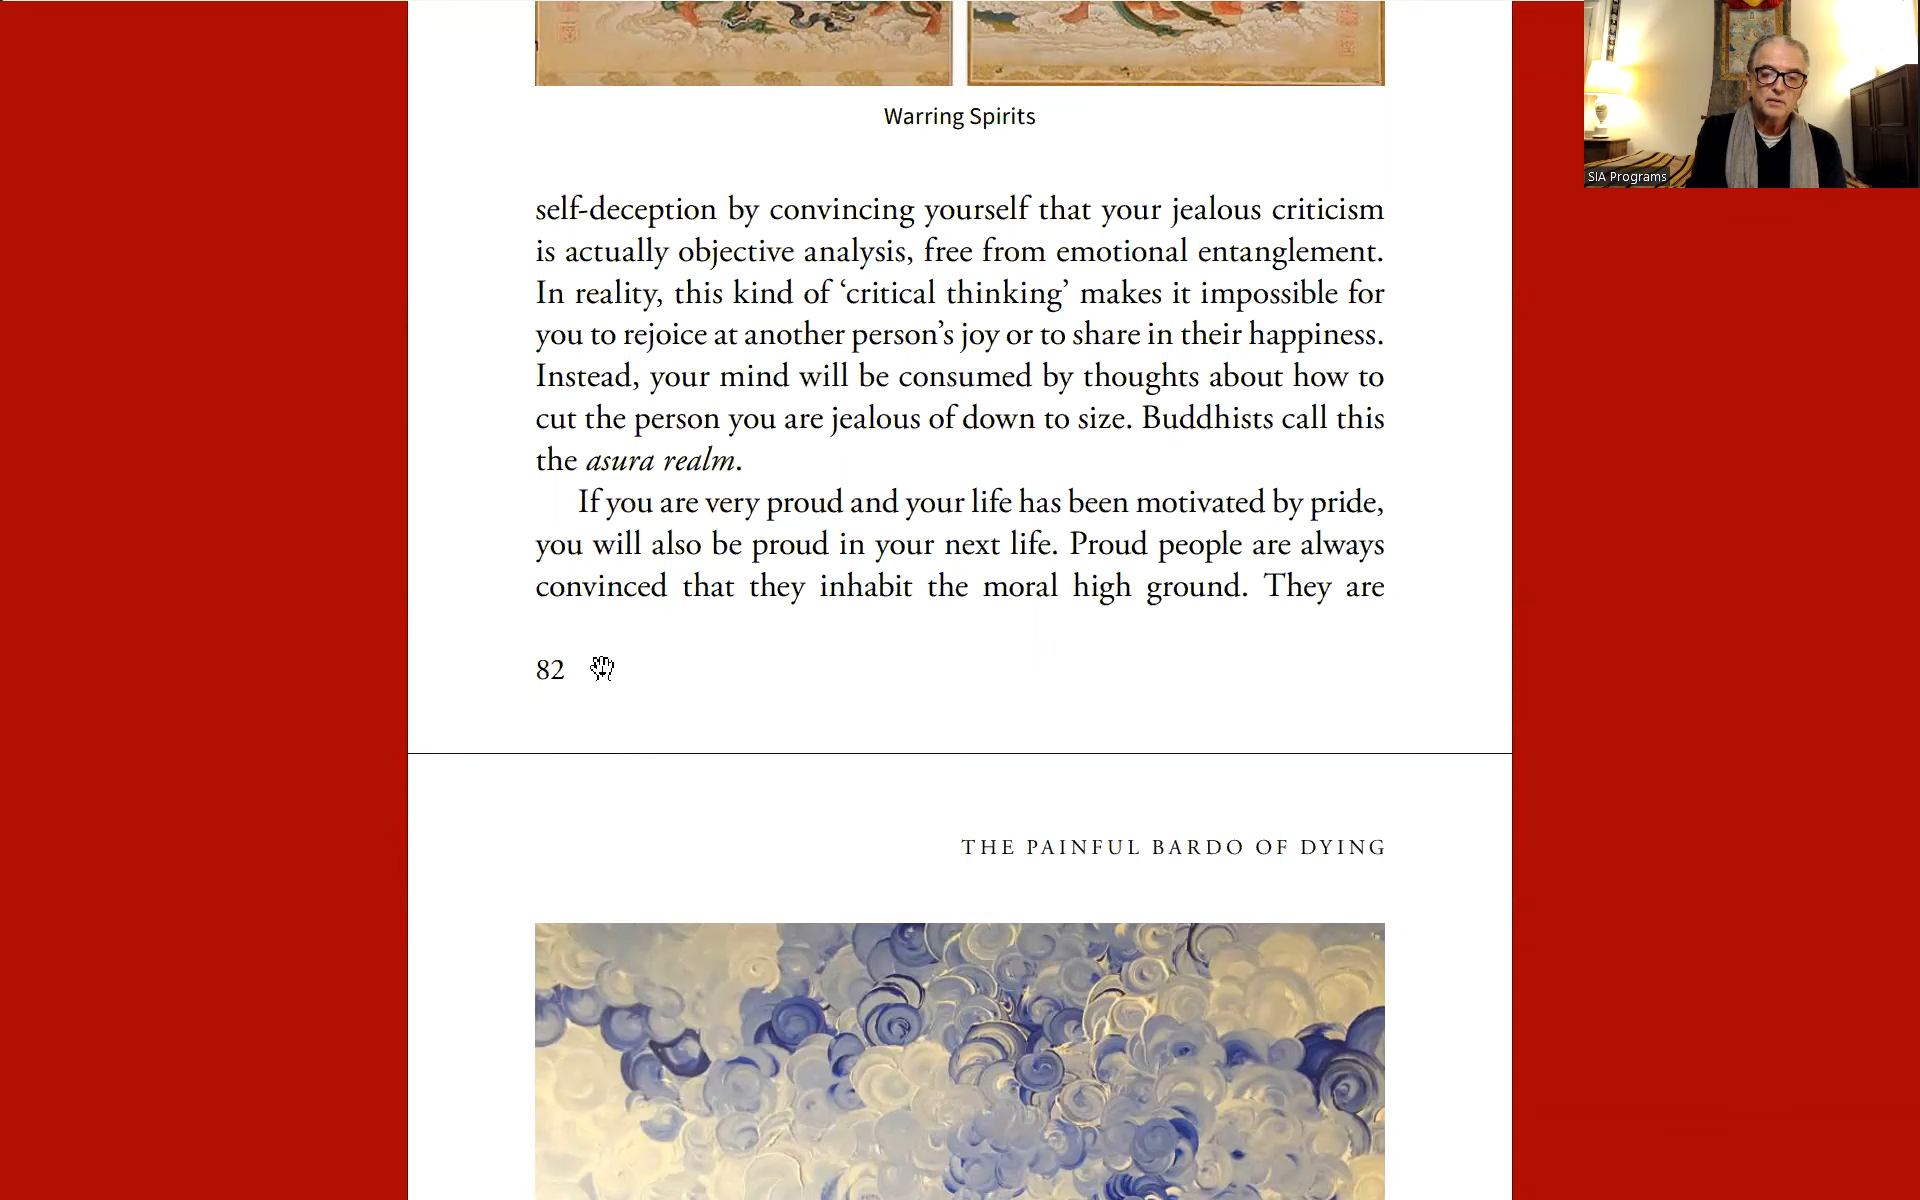 Warring Spirits
SIA Programs
self-deception by convincing yourself that your jealous criticism
is actually objective analysis, free from emotional entanglement.
In reality, this kind of ‘critical thinking’ makes it impossible for
you to rejoice at another person’s joy or to share in their happiness.
Instead, your mind will be consumed by thoughts about how to
cut the person you are jealous of down to size. Buddhists call this
the asura realm.
If you are very proud and your life has been motivated by pride,
you will also be proud in your next life. Proud people are always
convinced that they inhabit the moral high ground. They are
82
THE PAINFUL BARDO OF DYING